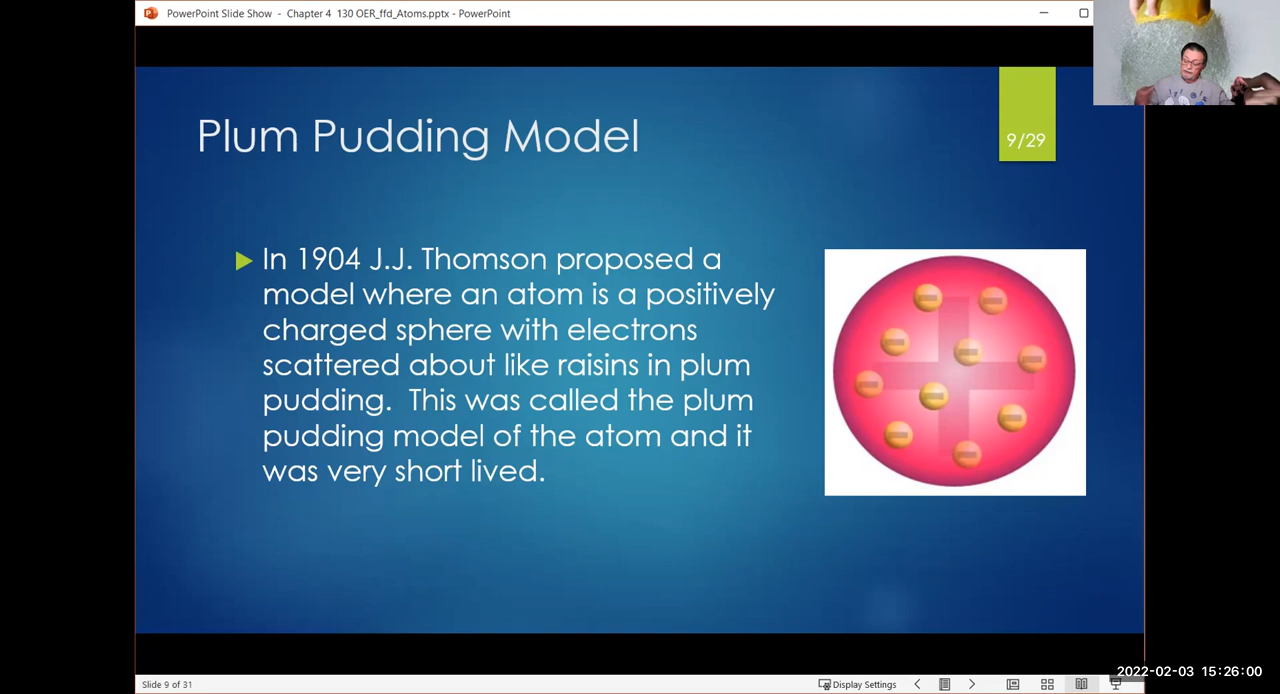 PowerPoint Slide Show - Chapter 4 130 OER_ffd_Atoms.pptx - PowerPoint
Plum Pudding Model
9/29
In 1904 J.J. Thomson proposed a
model where an atom is a positively
charged sphere with electrons
scattered about like raisins in plum
pudding. This was called the plum
pudding model of the atom and it
was very short lived.
2022-02-03 15:26:00
Slide 9 of 31
Display Settings